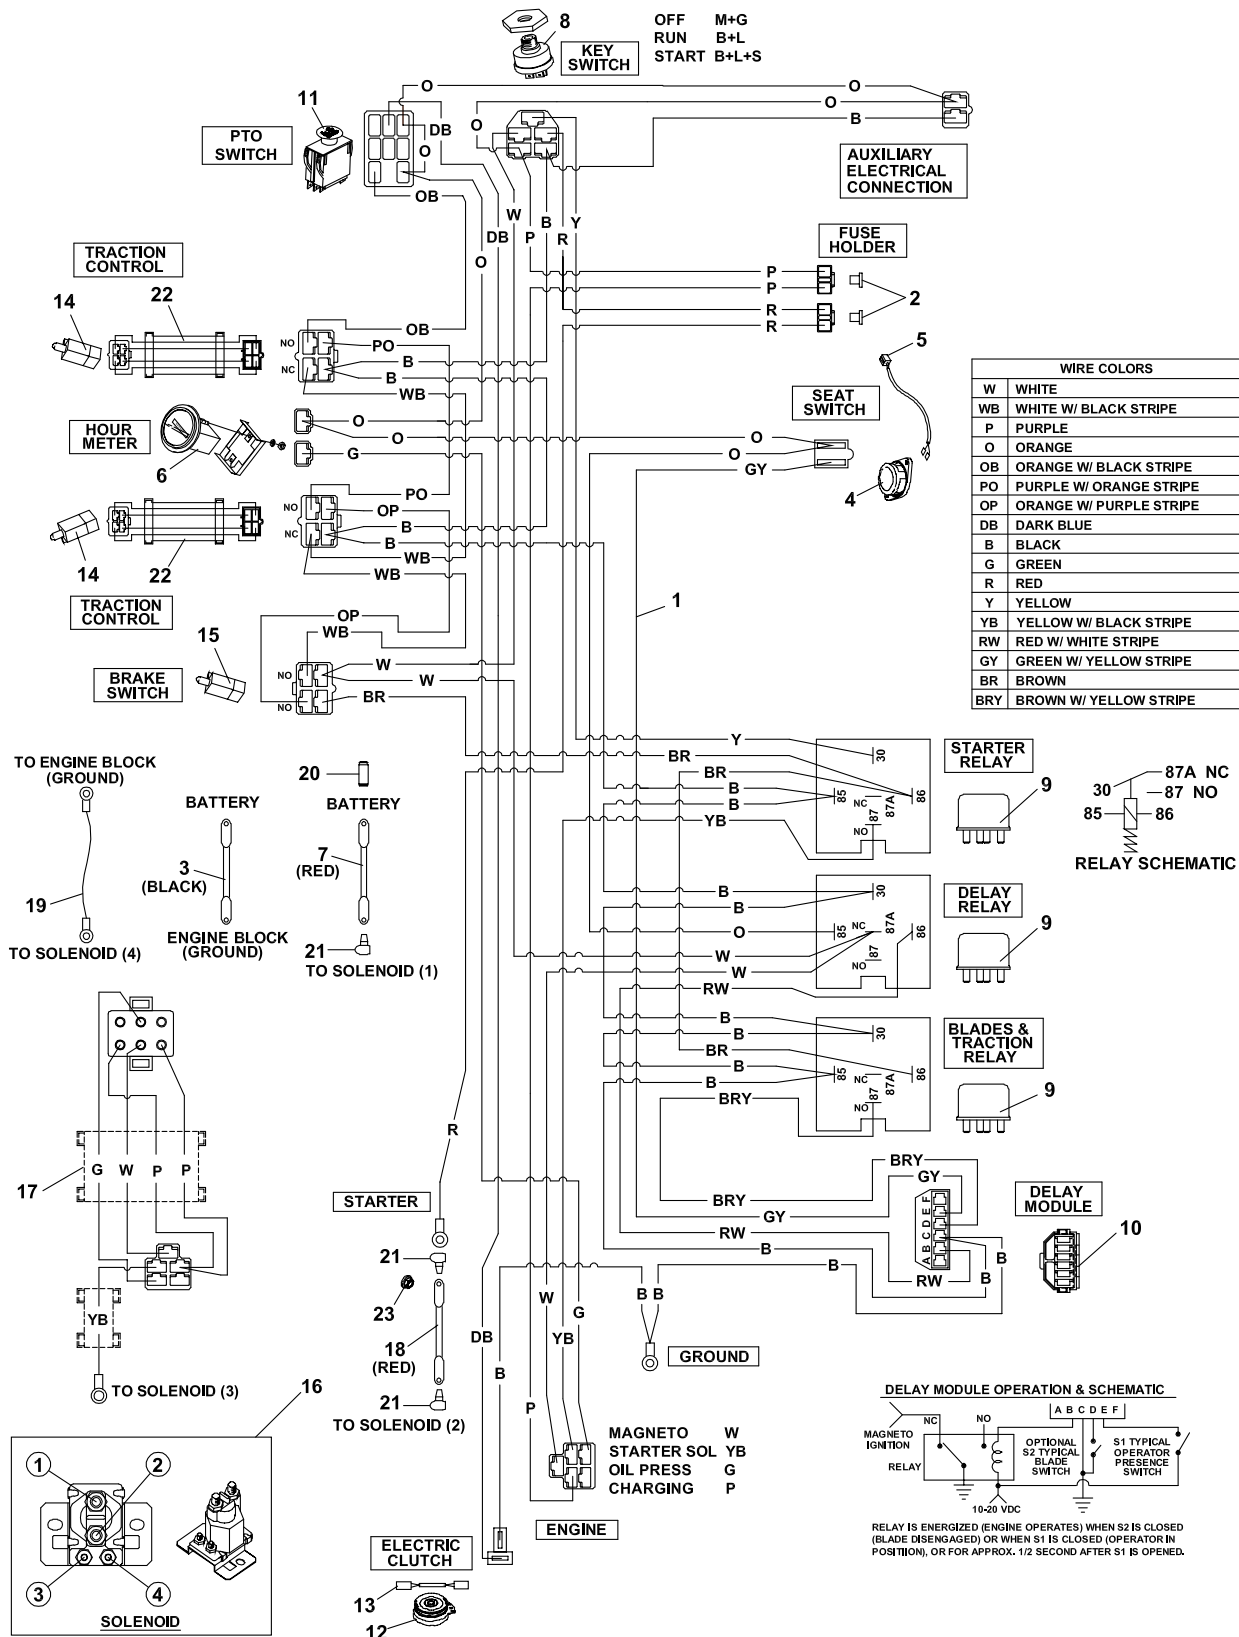 8
KEY
SWITCH
OFF M+G
RUN B+L
START B+L+S
11
PTO
SWITCH
O
O
O
O
B
DB
O
OB
AUXILIARY
ELECTRICAL
CONNECTION
W
B
Y
DB
P
R
O
TRACTION
CONTROL
14
22
NO
NC
OB
PO
B
B
WB
FUSE
HOLDER
P
P
R
R
2
5
SEAT
SWITCH
4
HOUR
METER
6
O
O
G
O
O
GY
WIRE COLORS
W WHITE
WB WHITE W/ BLACK STRIPE
P PURPLE
O ORANGE
OB ORANGE W/ BLACK STRIPE
PO PURPLE W/ ORANGE STRIPE
OP ORANGE W/ PURPLE STRIPE
DB DARK BLUE
B BLACK
G GREEN
R RED
Y YELLOW
YB YELLOW W/ BLACK STRIPE
RW RED W/ WHITE STRIPE
GY GREEN W/ YELLOW STRIPE
BR BROWN
BRY BROWN W/ YELLOW STRIPE
NO
NC
PO
OP
B
B
WB
WB
14
22
TRACTION
CONTROL
1
15
BRAKE
SWITCH
OP
WB
NO
NO
W
W
BR
TO ENGINE BLOCK
(GROUND)
19
TO SOLENOID (4)
BATTERY
3
(BLACK)
ENGINE BLOCK
(GROUND)
20
BATTERY
7
(RED)
21
TO SOLENOID (1)
Y
BR
BR
B
B
YB
30
85
NC
87A
87
NO
86
STARTER
RELAY
9
87A NC
30
87 NO
85
86
RELAY SCHEMATIC
B
B
O
W
W
RW
30
85
NC
87A
87
NO
86
DELAY
RELAY
9
B
B
BR
B
B
BRY
30
85
NC
87A
87
NO
86
BLADES &
TRACTION
RELAY
9
17
G W P P
YB
TO SOLENOID (3)
R
STARTER
21
23
18
(RED)
21
TO SOLENOID (2)
BRY
GY
BRY
GY
RW
B
B
RW
B
B
A B C D E F
DELAY
MODULE
10
B B
GROUND
DB
B
P
W
YB
G
MAGNETO W
STARTER SOL YB
OIL PRESS G
CHARGING P
ENGINE
ELECTRIC
CLUTCH
13
12
16
1
2
3
4
SOLENOID
DELAY MODULE OPERATION & SCHEMATIC
A B C D E F
NC
NO
MAGNETO
IGNITION
RELAY
OPTIONAL
S2 TYPICAL
BLADE
SWITCH
S1 TYPICAL
OPERATOR
PRESENCE
SWITCH
10-20 VDC
RELAY IS ENERGIZED (ENGINE OPERATES) WHEN S2 IS CLOSED
(BLADE DISENGAGED) OR WHEN S1 IS CLOSED (OPERATOR IN
POSITIION), OR FOR APPROX. 1/2 SECOND AFTER S1 IS OPENED.